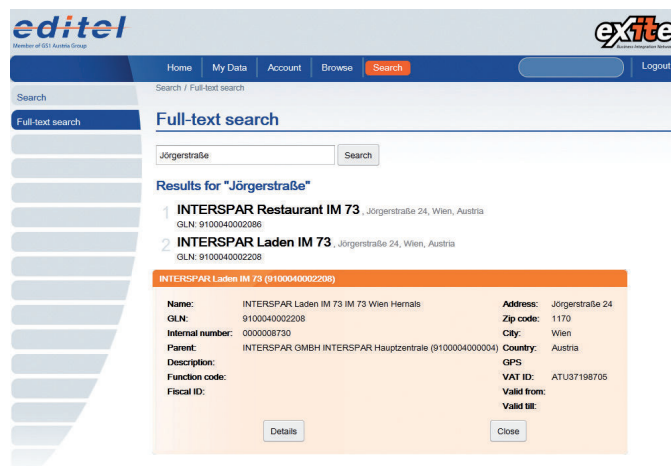 editel
Member of GS1 Austria Group
eXite
Business Integration Network
Home My Data Account Browse Search Logout
Search
Full-text search
Search / Full-text search
Full-text search
Jörgerstraße Search
Results for "Jörgerstraße"
1 INTERSPAR Restaurant IM 73 , Jörgerstraße 24, Wien, Austria
GLN: 9100040002086
2 INTERSPAR Laden IM 73 , Jörgerstraße 24, Wien, Austria
GLN: 9100040002208
INTERSPAR Laden IM 73 (9100040002208)
Name: INTERSPAR Laden IM 73 IM 73 Wien Hernals Address: Jörgerstraße 24
GLN: 9100040002208 Zip code: 1170
Internal number: 0000008730 City: Wien
Parent: INTERSPAR GMBH INTERSPAR Hauptzentrale (9100004000004) Country: Austria
Description: GPS
Function code: VAT ID: ATU37198705
Fiscal ID: Valid from:
Valid till:
Details Close